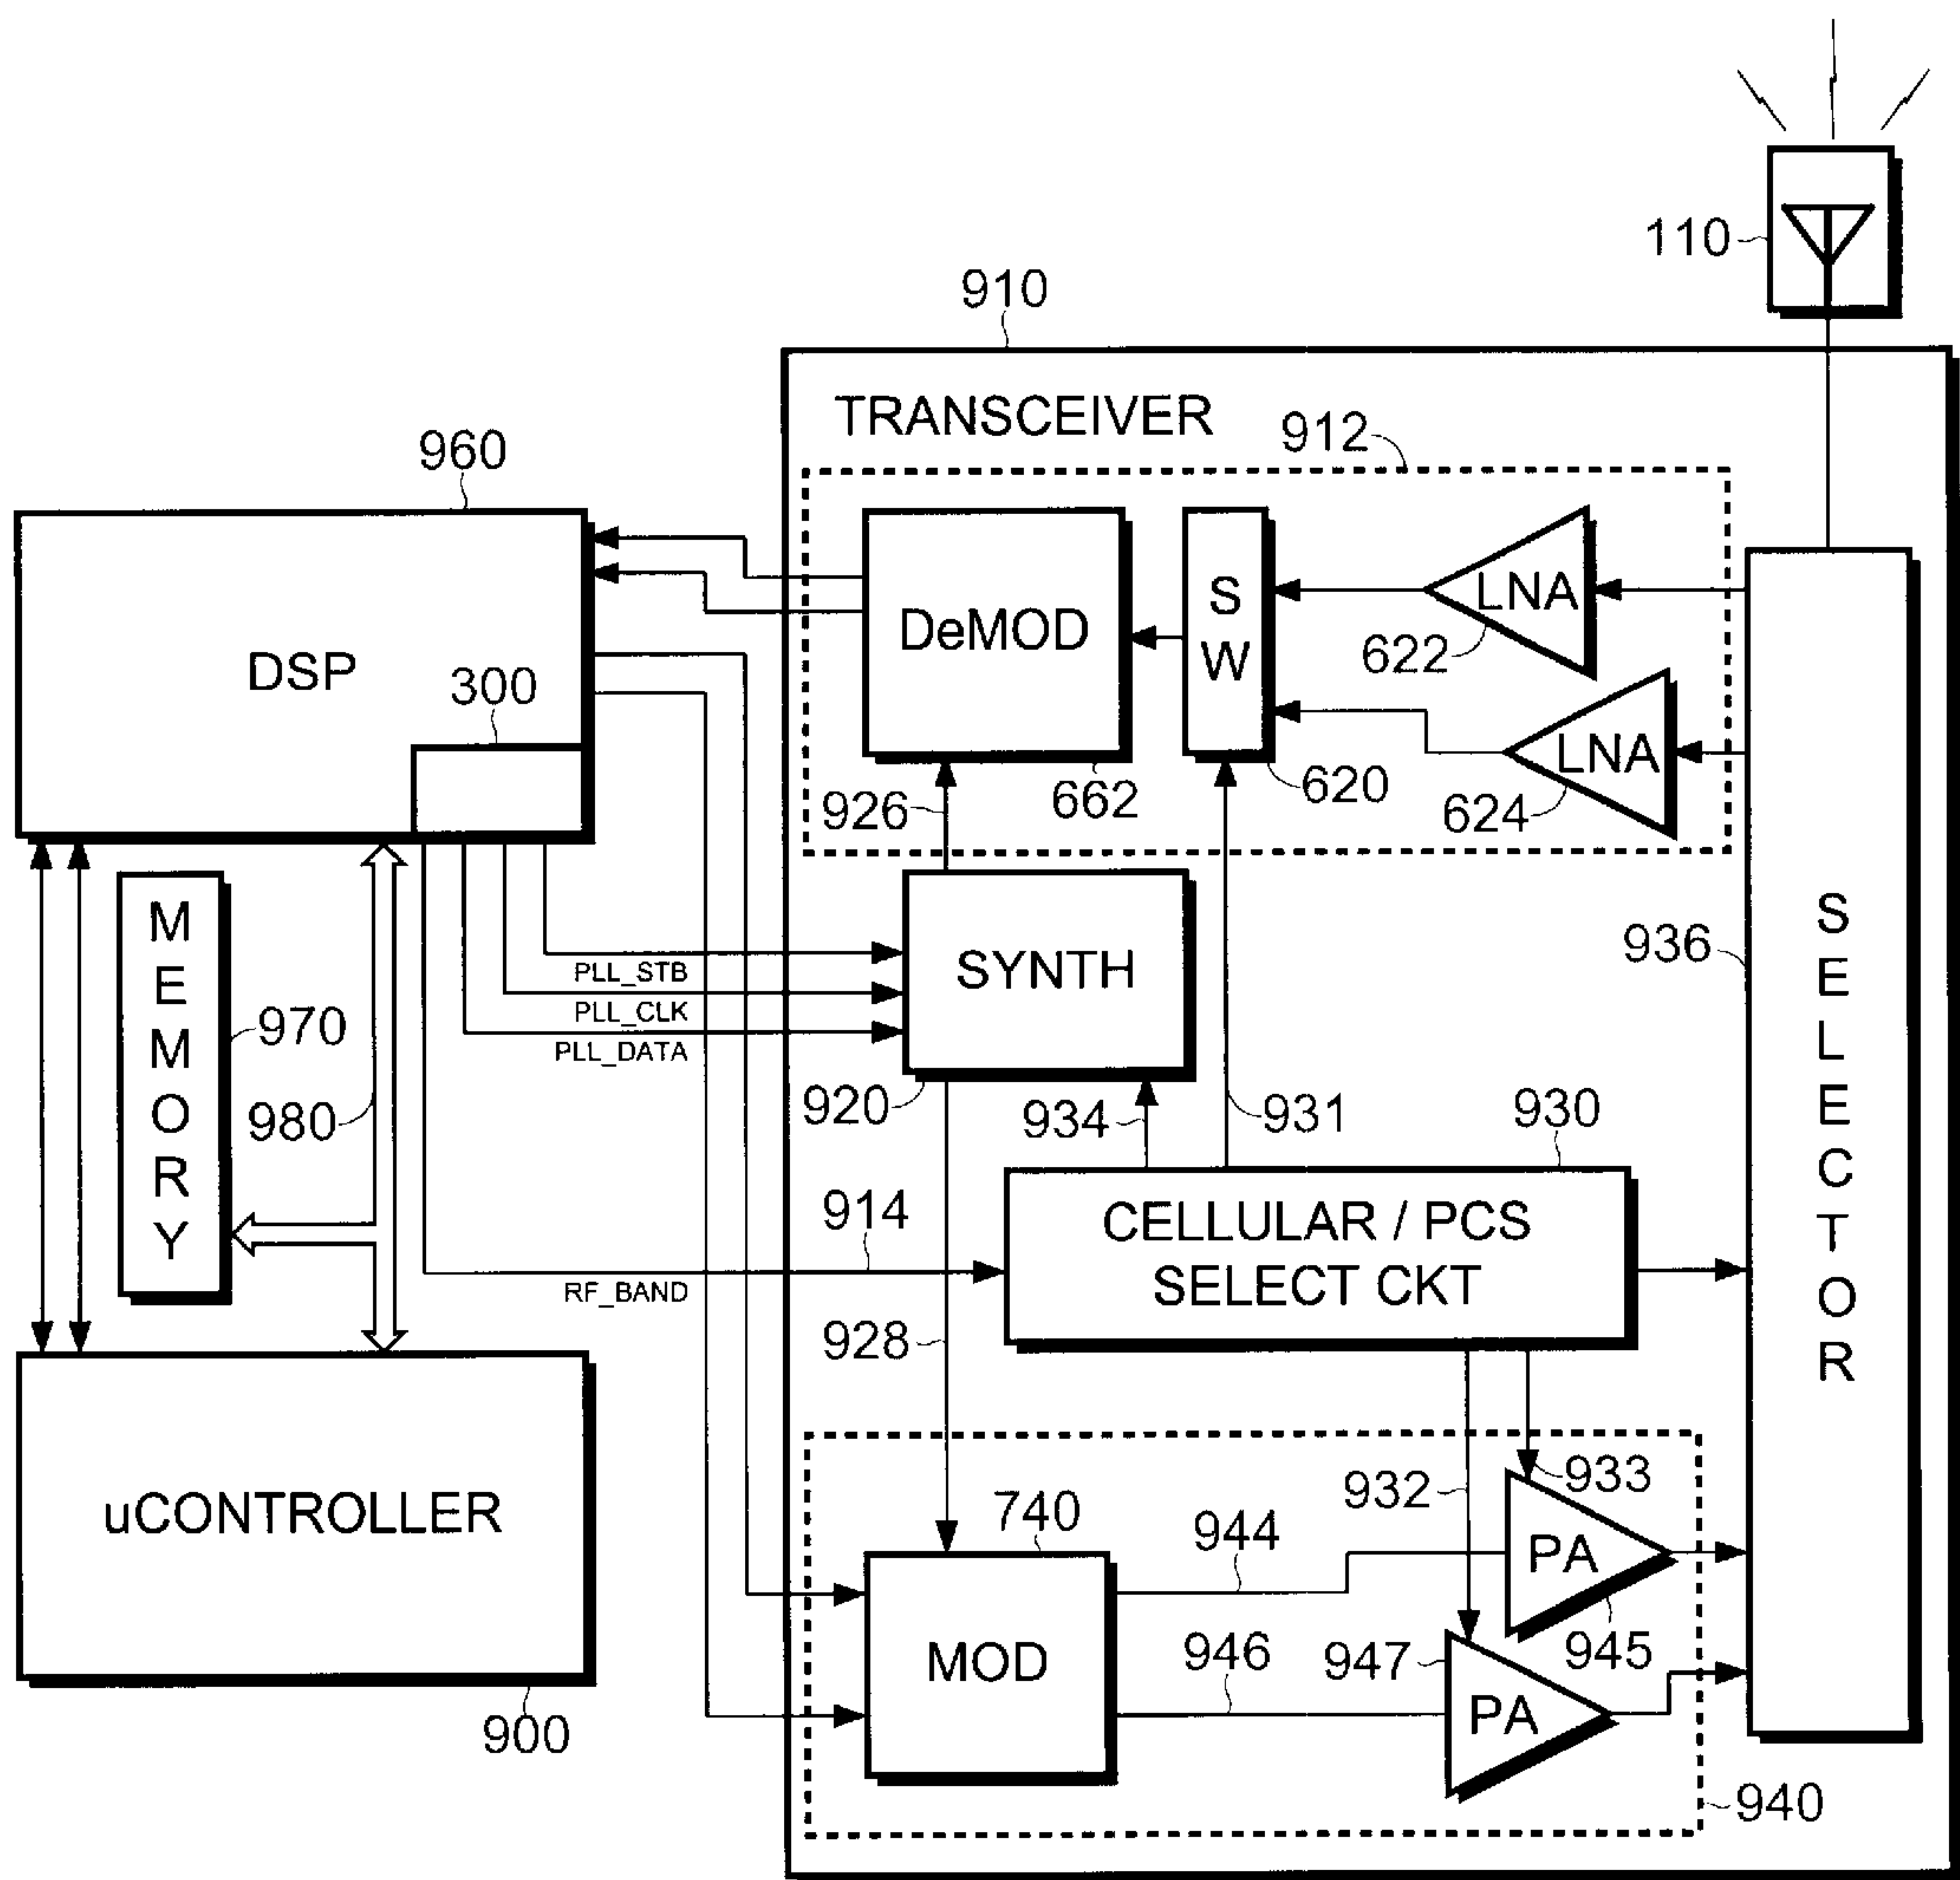 110
910
TRANSCEIVER
912
960
DSP
300
DeMOD
S
W
LNA
622
LNA
624
620
662
926
M
E
M
O
R
Y
970
980
PLL_STB
PLL_CLK
PLL_DATA
SYNTH
920
934
931
930
936
S
E
L
E
C
T
O
R
914
RF_BAND
CELLULAR / PCS
SELECT CKT
928
uCONTROLLER
900
932
933
740
944
PA
945
MOD
946
947
PA
940